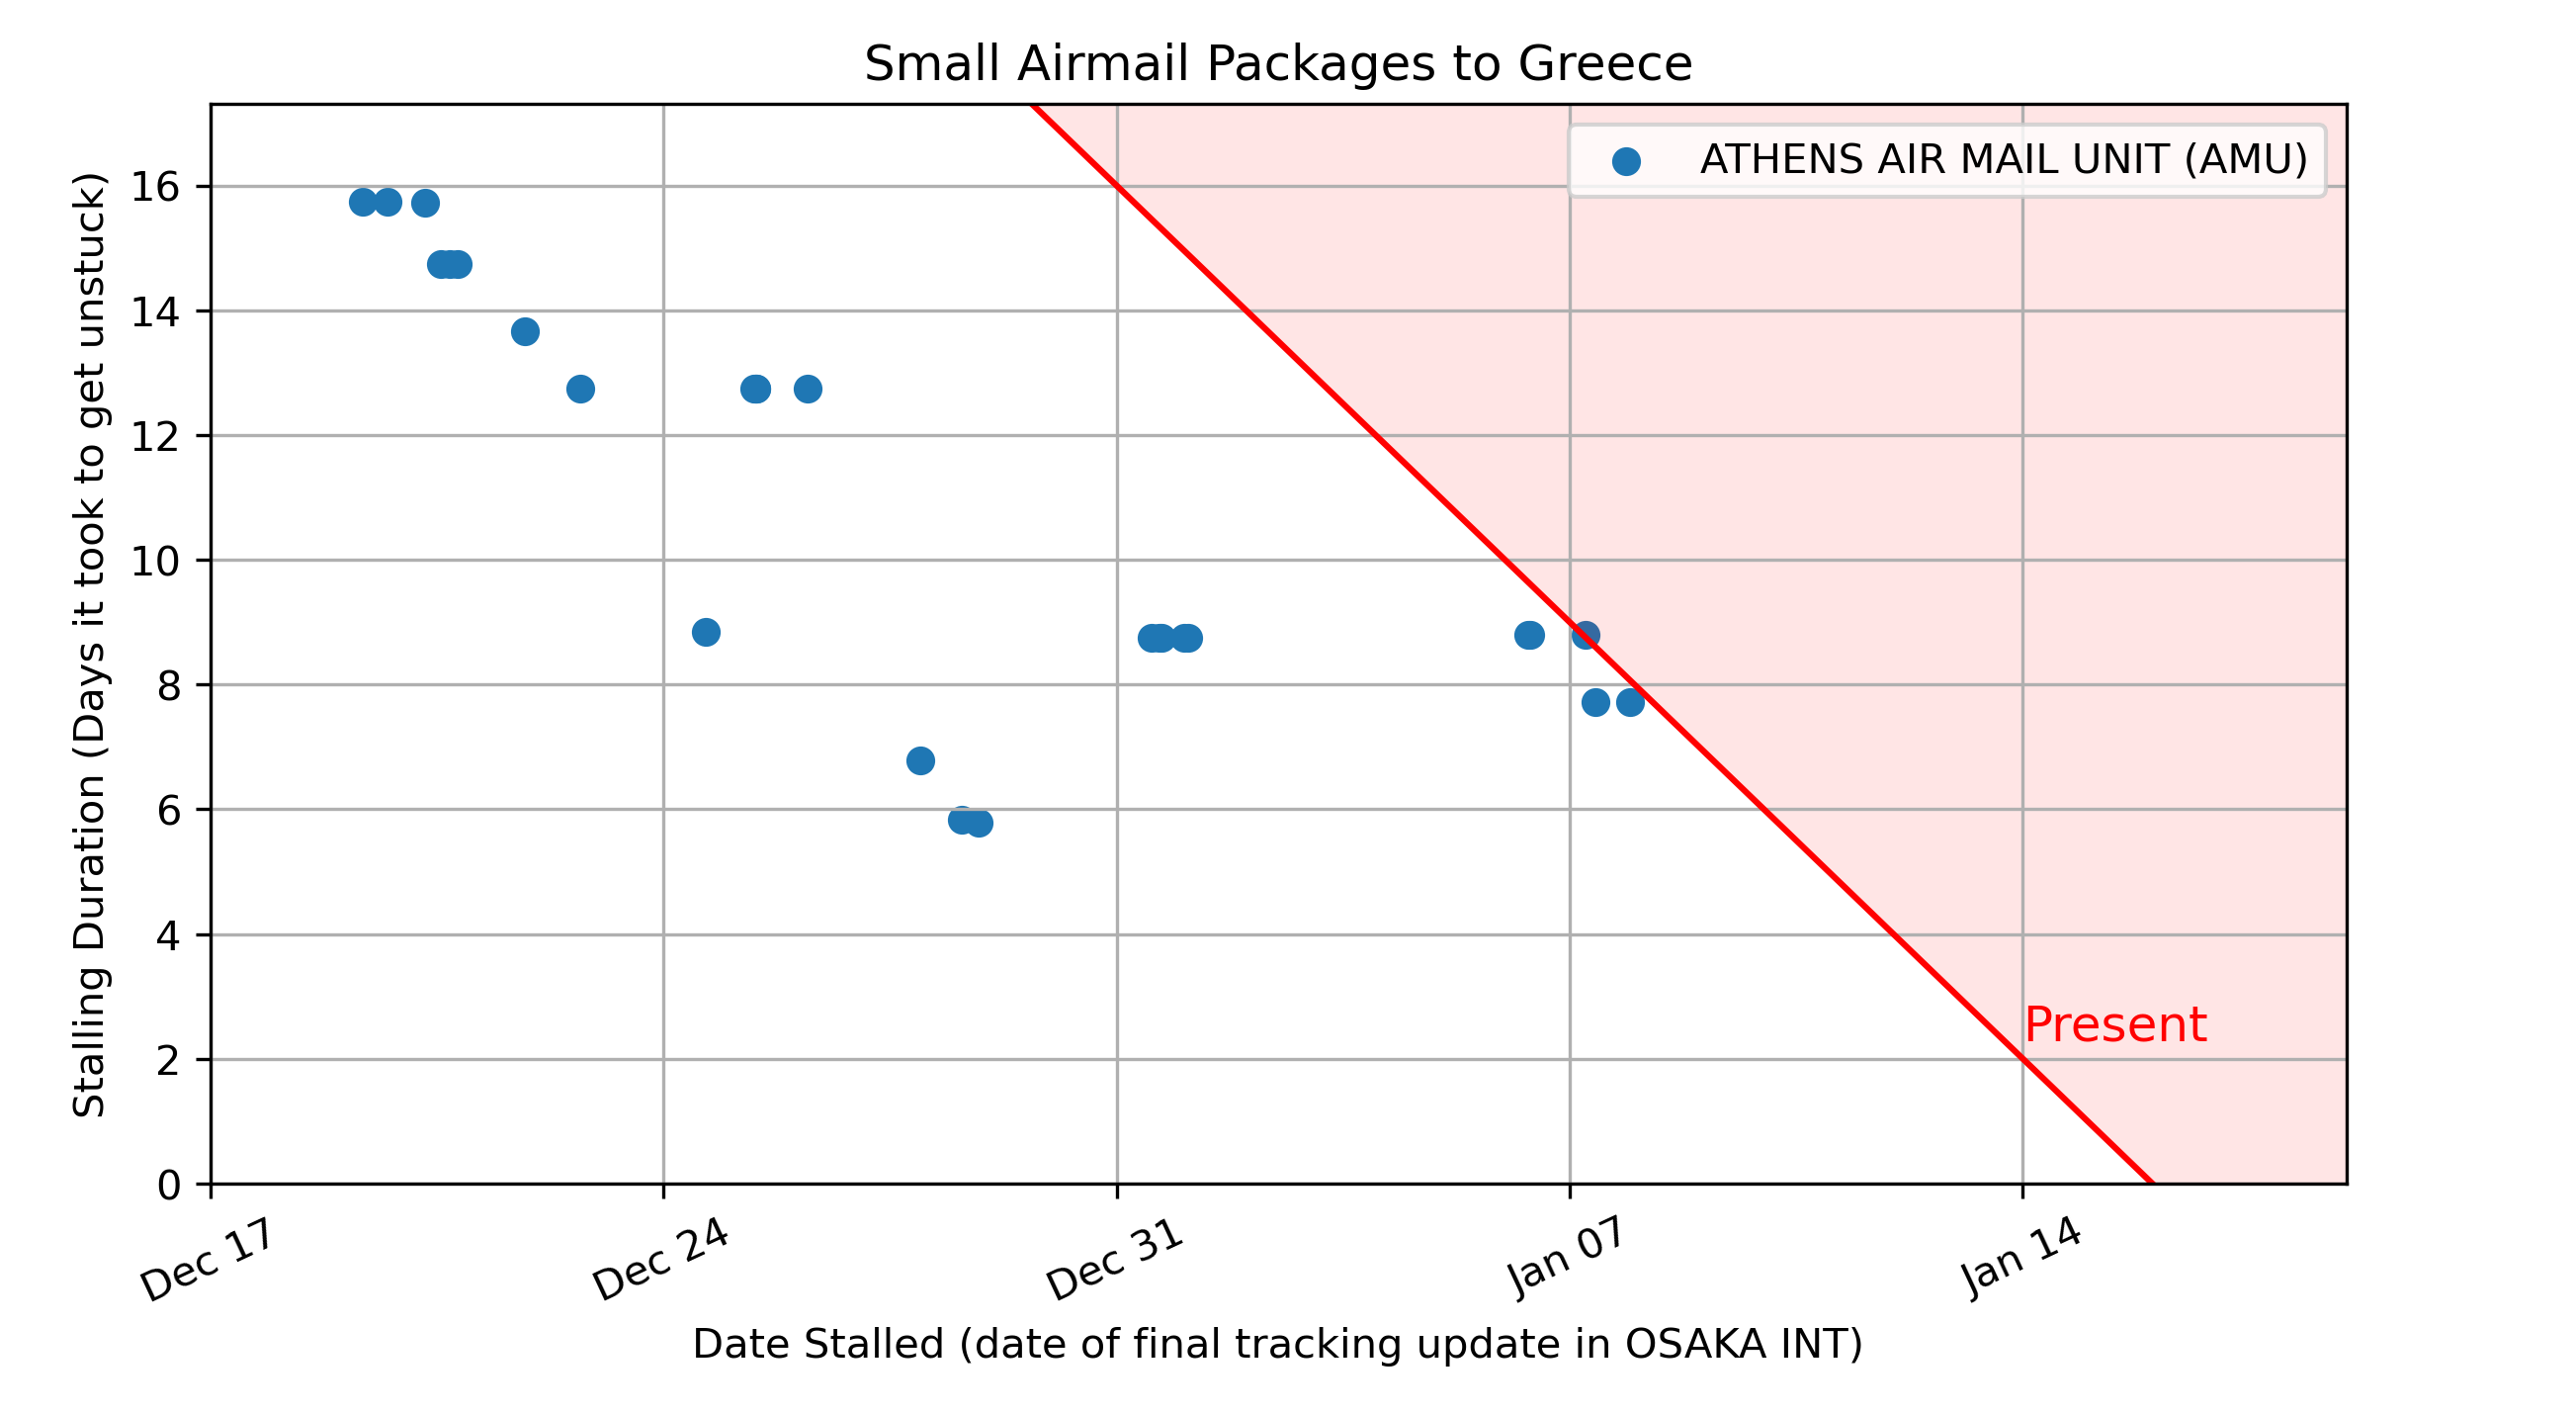 Small Airmail Packages to Greece
ATHENS AIR MAIL UNIT (AMU)
Stalling Duration (Days it took to get unstuck)
16
14
12
10
8
6
4
2
0
Present
Dec 17
Dec 24
Dec 31
Jan 07
Jan 14
Date Stalled (date of final tracking update in OSAKA INT)